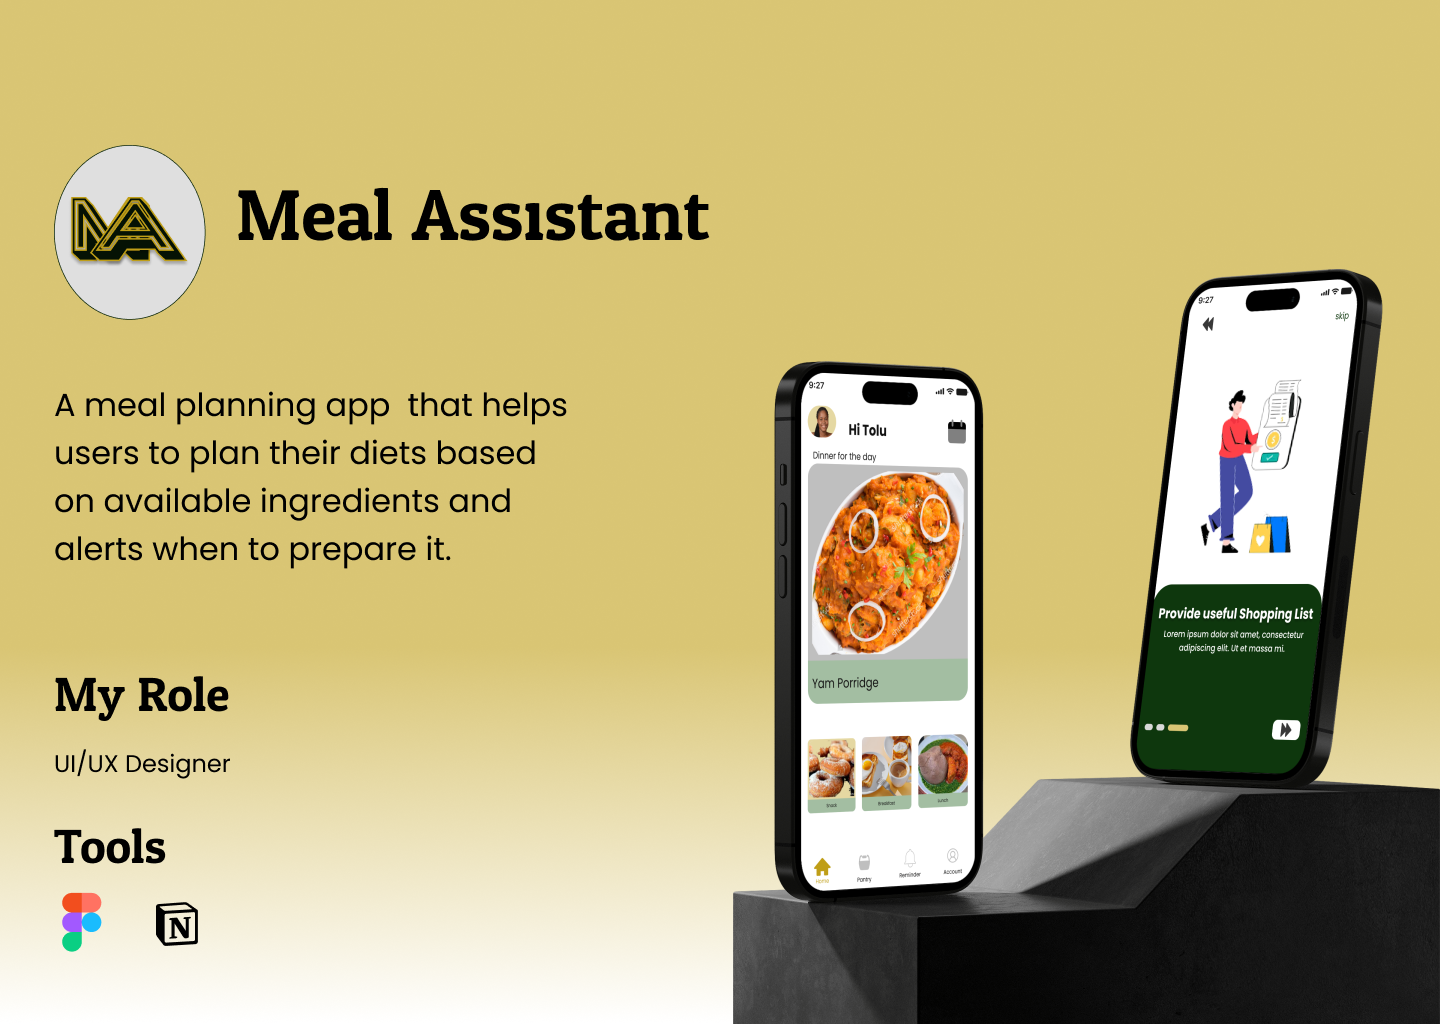 MA
Meal Assıstant
A meal planning app  that helps
users to plan their diets based
on available ingredients and
alerts when to prepare it.
My Role
UI/UX Designer
Tools
N
9:27
Hi Tolu
Dinner for the day
Yam Porridge
Snack
Breakfast
Lunch
Home
Pantry
Reminder
Account
9:27
skip
Provide useful Shopping List
Lorem ipsum dolor sit amet, consectetur
adipiscing elit. Ut et massa mi.